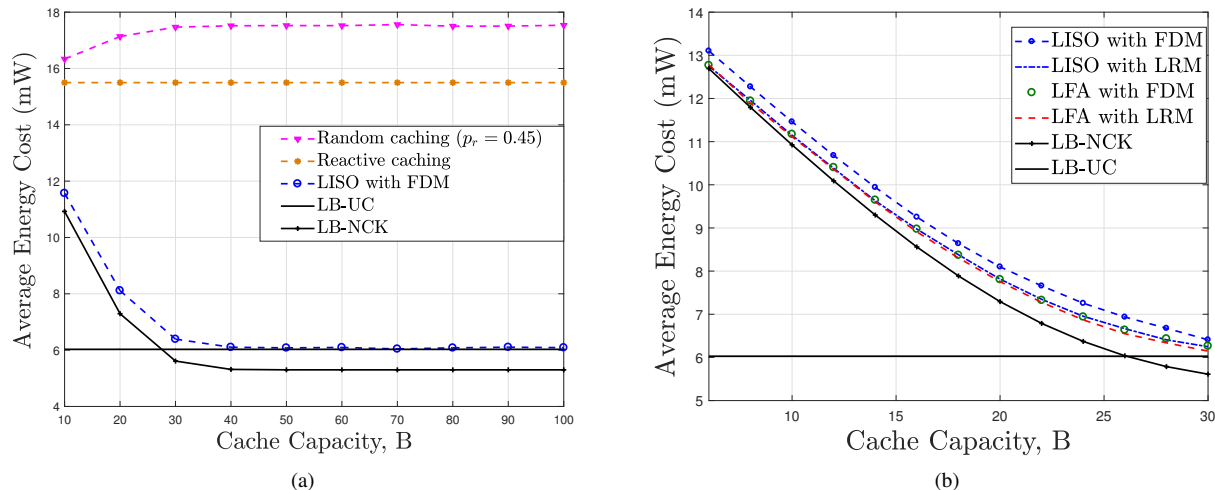 18
16
14
12
10
8
6
4
Average Energy Cost (mW)
Random caching (p_r = 0.45)
Reactive caching
LISO with FDM
LB-UC
LB-NCK
10 20 30 40 50 60 70 80 90 100
Cache Capacity, B
(a)
14
13
12
11
10
9
8
7
6
5
Average Energy Cost (mW)
LISO with FDM
LISO with LRM
LFA with FDM
LFA with LRM
LB-NCK
LB-UC
10 15 20 25 30
Cache Capacity, B
(b)